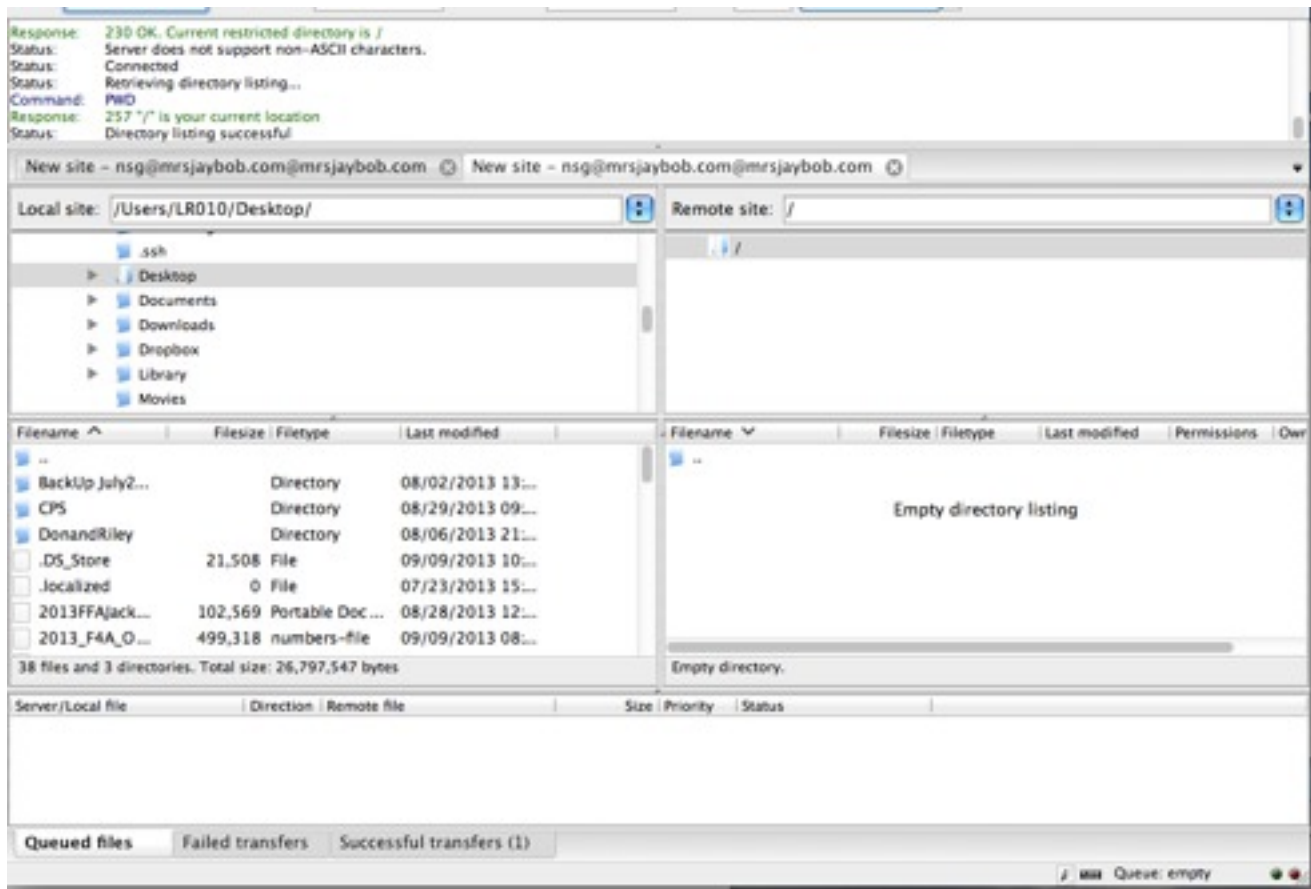 Response: 230 OK. Current restricted directory is /
Status: Server does not support non-ASCII characters.
Status: Connected
Status: Retrieving directory listing...
Command: PWD
Response: 257 "/" is your current location
Status: Directory listing successful
New site - nsg@mrsjaybob.com@mrsjaybob.com New site - nsg@mrsjaybob.com@mrsjaybob.com
Local site: /Users/LR010/Desktop/ Remote site: /
.ssh
Desktop
Documents
Downloads
Dropbox
Library
Movies
/
Filename Filesize Filetype Last modified
..
BackUp July2... Directory 08/02/2013 13:...
CPS Directory 08/29/2013 09:...
DonandRiley Directory 08/06/2013 21:...
.DS_Store 21,508 File 09/09/2013 10:...
.localized 0 File 07/23/2013 15:...
2013FFAJack... 102,569 Portable Doc... 08/28/2013 12:...
2013_F4A_O... 499,318 numbers-file 09/09/2013 08:...
38 files and 3 directories. Total size: 26,797,547 bytes
Filename Filesize Filetype Last modified Permissions Own
..
Empty directory listing
Empty directory.
Server/Local file Direction Remote file Size Priority Status
Queued files Failed transfers Successful transfers (1)
Queue: empty